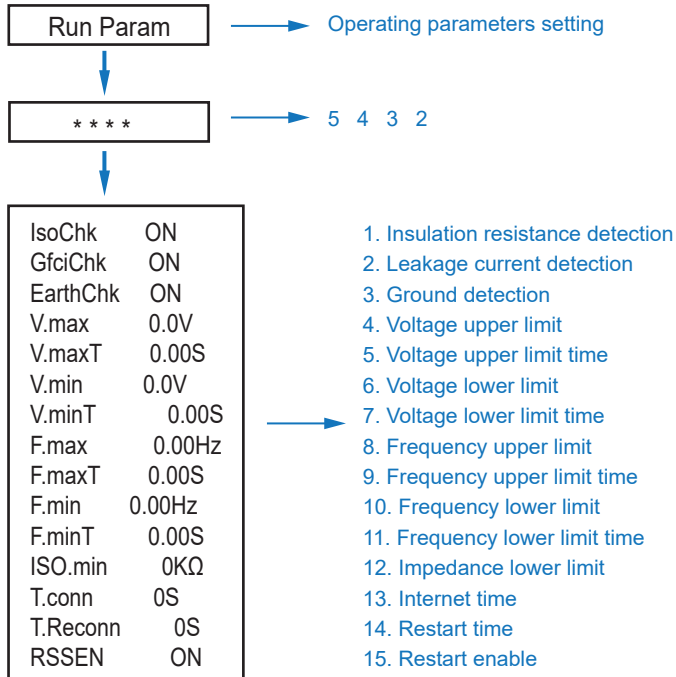 Run Param
Operating parameters setting
* * * *
5 4 3 2
IsoChk ON
GfciChk ON
EarthChk ON
V.max 0.0V
V.maxT 0.00S
V.min 0.0V
V.minT 0.00S
F.max 0.00Hz
F.maxT 0.00S
F.min 0.00Hz
F.minT 0.00S
ISO.min 0KΩ
T.conn 0S
T.Reconn 0S
RSSEN ON
1. Insulation resistance detection
2. Leakage current detection
3. Ground detection
4. Voltage upper limit
5. Voltage upper limit time
6. Voltage lower limit
7. Voltage lower limit time
8. Frequency upper limit
9. Frequency upper limit time
10. Frequency lower limit
11. Frequency lower limit time
12. Impedance lower limit
13. Internet time
14. Restart time
15. Restart enable